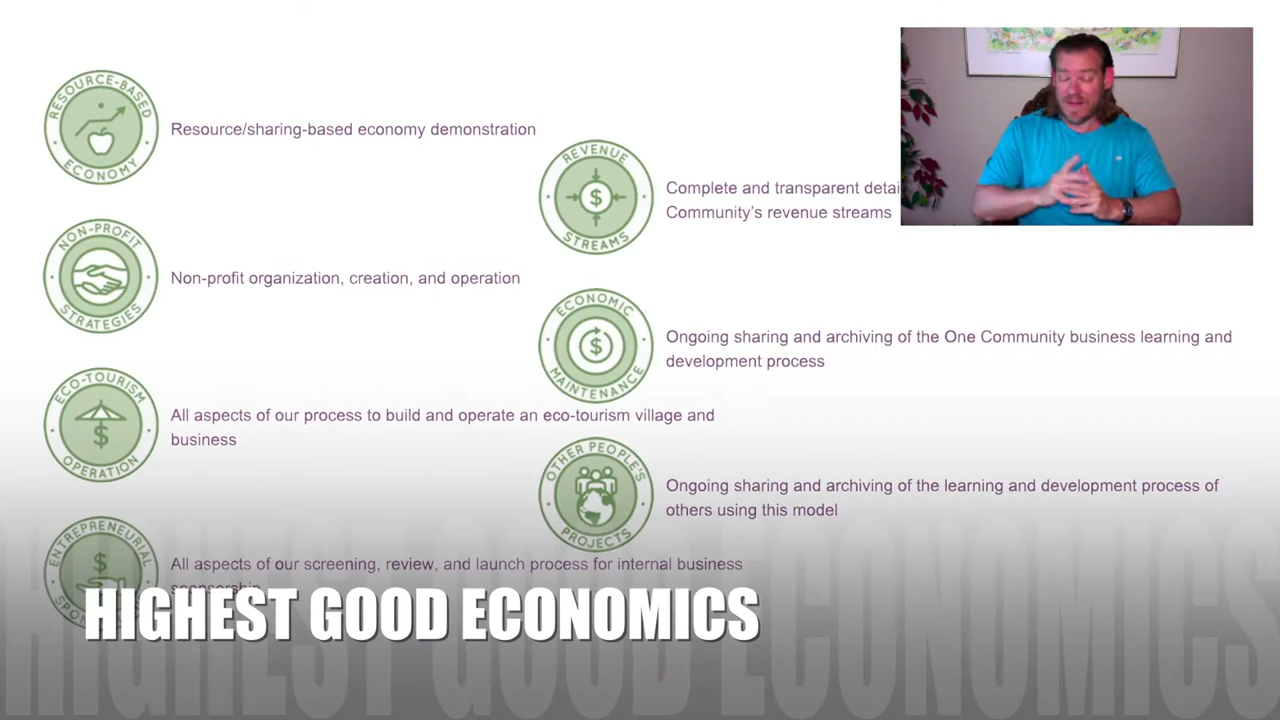 RESOURCE-BASED
ECONOMY
Resource/sharing-based economy demonstration
NON-PROFIT
STRATEGIES
Non-profit organization, creation, and operation
ECO-TOURISM
OPERATION
All aspects of our process to build and operate an eco-tourism village and
business
ENTREPRENEURIAL
All aspects of our screening, review, and launch process for internal business
sponsorship
REVENUE
STREAMS
Complete and transparent detai
Community's revenue streams
ECONOMIC
MAINTENANCE
Ongoing sharing and archiving of the One Community business learning and
development process
OTHER PEOPLE'S
PROJECTS
Ongoing sharing and archiving of the learning and development process of
others using this model
HIGHEST GOOD ECONOMICS
HIGHEST GOOD ECONOMICS